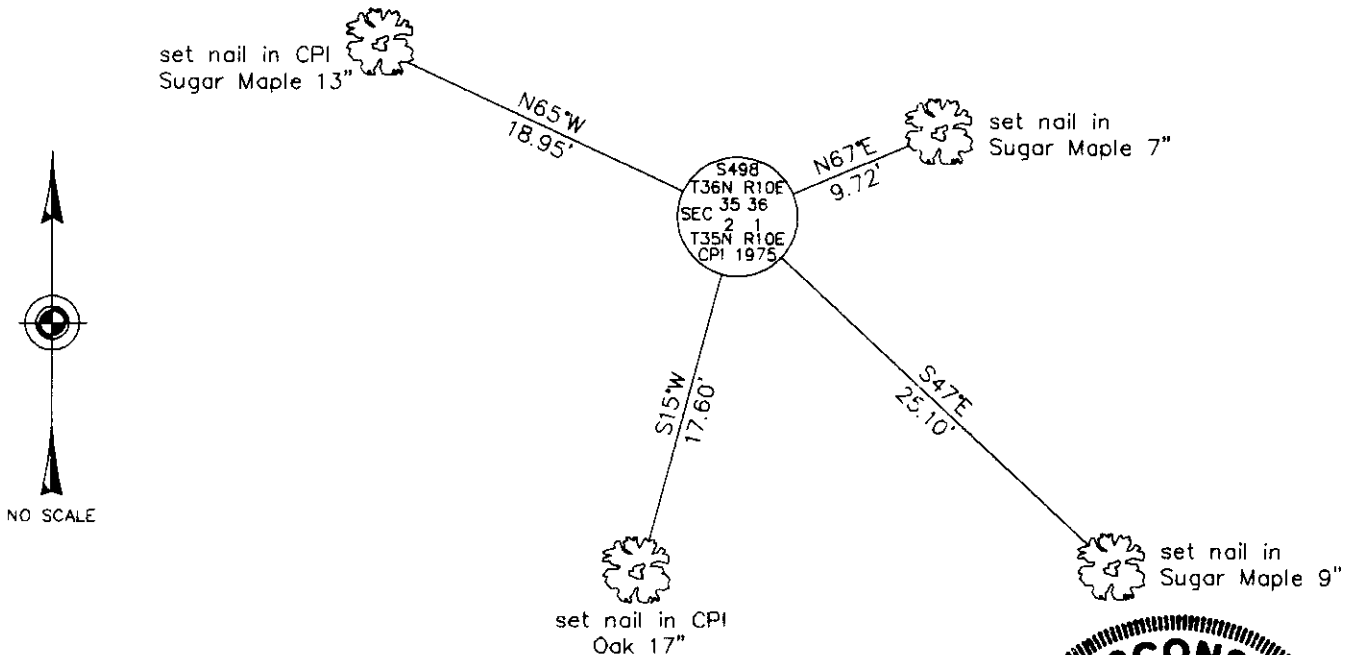 set nail in CPI
Sugar Maple 13"
N65°W
18.95'
N67°E
9.72'
set nail in
Sugar Maple 7"
S498
T36N R10E
35 36
SEC
2 1
T35N R10E
CPI 1975
S15°W
17.60'
S47°E
25.10'
NO SCALE
set nail in CPI
Oak 17"
set nail in
Sugar Maple 9"